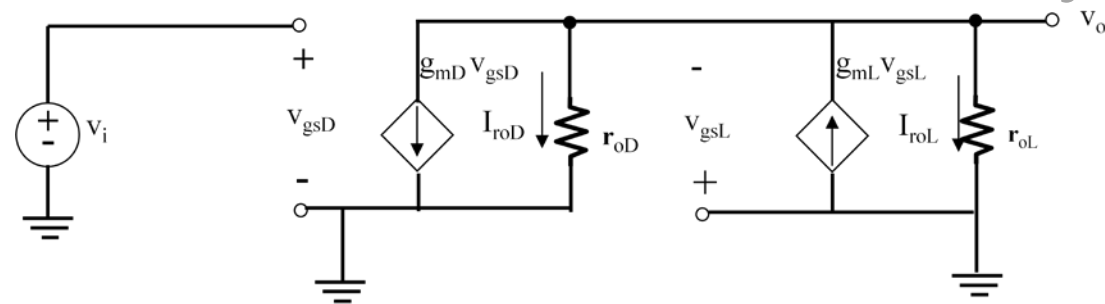 v_o
g_mD v_gsD
g_mL v_gsL
+
-
+
v_i
-
v_gsD
I_roD
r_oD
v_gsL
I_roL
r_oL
-
+